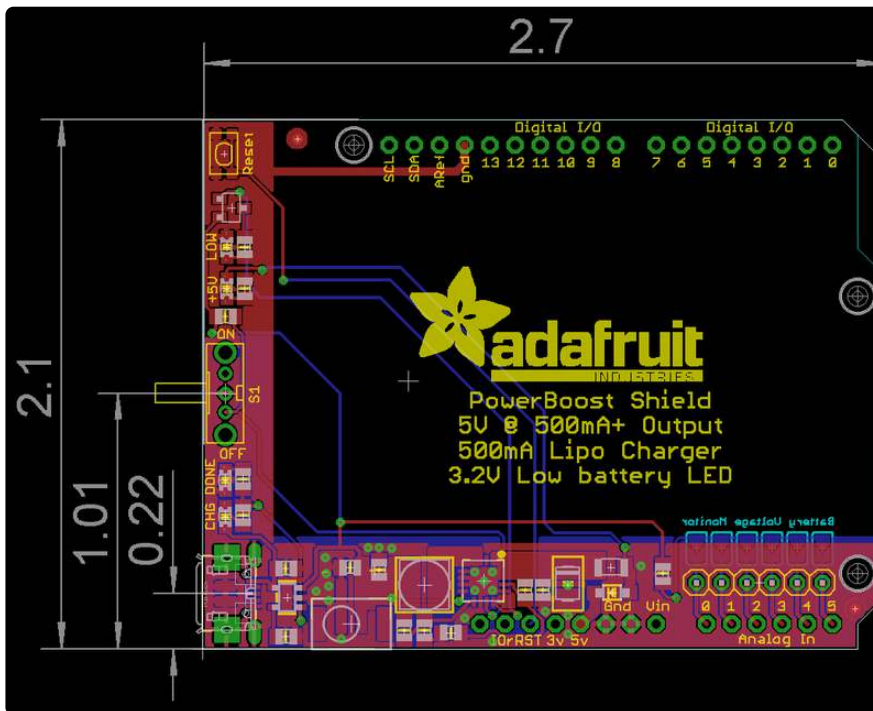 2.7
2.1
1.01
0.22
Digital I/O
Digital I/O
Reset
SCL
SDA
ARef
gnd
13 12 11 10 9 8
7 6 5 4 3 2 1 0
LOW
+5V
ON
S1
OFF
DONE
CHG
adafruit
INDUSTRIES
PowerBoost Shield
5V @ 500mA+ Output
500mA Lipo Charger
3.2V Low battery LED
Battery Voltage Monitor
Gnd Vin
0 1 2 3 4 5
IOrRST 3v 5v
Analog In